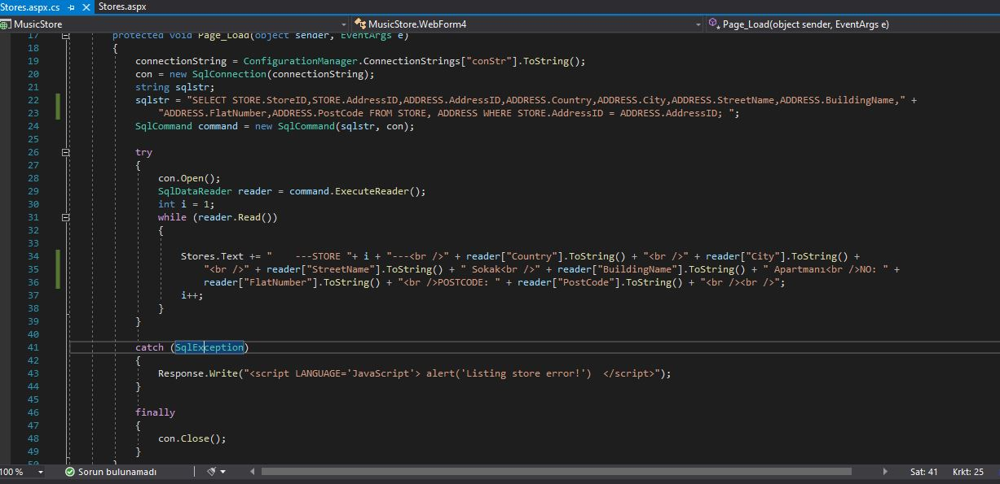 Stores.aspx.cs Stores.aspx
MusicStore MusicStore.WebForm4 Page_Load(object sender, EventArgs e)
17 protected void Page_Load(object sender, EventArgs e)
18 {
19 connectionString = ConfigurationManager.ConnectionStrings["conStr"].ToString();
20 con = new SqlConnection(connectionString);
21 string sqlstr;
22 sqlstr = "SELECT STORE.StoreID,STORE.AddressID,ADDRESS.AddressID,ADDRESS.Country,ADDRESS.City,ADDRESS.StreetName,ADDRESS.BuildingName," +
23 "ADDRESS.FlatNumber,ADDRESS.PostCode FROM STORE, ADDRESS WHERE STORE.AddressID = ADDRESS.AddressID; ";
24 SqlCommand command = new SqlCommand(sqlstr, con);
25
26 try
27 {
28 con.Open();
29 SqlDataReader reader = command.ExecuteReader();
30 int i = 1;
31 while (reader.Read())
32 {
33
34 Stores.Text += "    ---STORE "+ i + "---<br />" + reader["Country"].ToString() + "<br />" + reader["City"].ToString() +
35 "<br />" + reader["StreetName"].ToString() + " Sokak<br />" + reader["BuildingName"].ToString() + " Apartmanı<br />NO: " +
36 reader["FlatNumber"].ToString() + "<br />POSTCODE: " + reader["PostCode"].ToString() + "<br /><br />";
37 i++;
38 }
39 }
40
41 catch (SqlException)
42 {
43 Response.Write("<script LANGUAGE='JavaScript'> alert('Listing store error!')  </script>");
44 }
45
46 finally
47 {
48 con.Close();
49 }
50 }
100 % Sorun bulunamadı Sat: 41 Krkt: 25